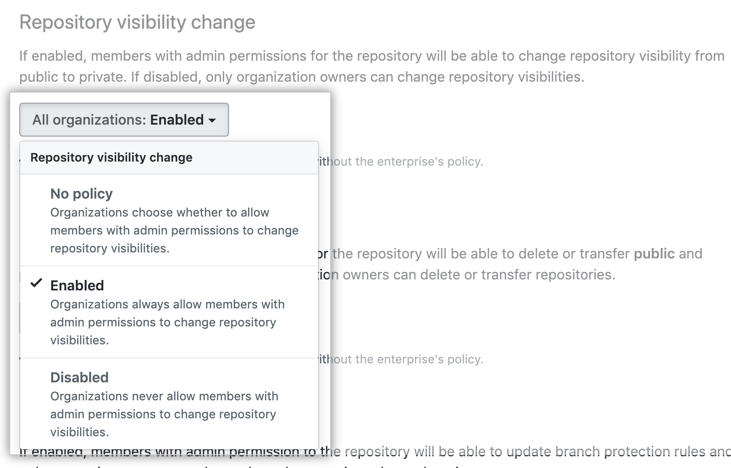 Repository visibility change
If enabled, members with admin permissions for the repository will be able to change repository visibility from
public to private. If disabled, only organization owners can change repository visibilities.
All organizations: Enabled
Repository visibility change
the enterprise's policy.
No policy
Organizations choose whether to allow
members with admin permissions to change
repository visibilities.
or the repository will be able to delete or transfer public and
owners can delete or transfer repositories.
Enabled
Organizations always allow members with
admin permissions to change repository
visibilities.
the enterprise's policy.
Disabled
Organizations never allow members with
admin permissions to change repository
visibilities.
If enabled, members with admin permission to the repository will be able to update branch protection rules and